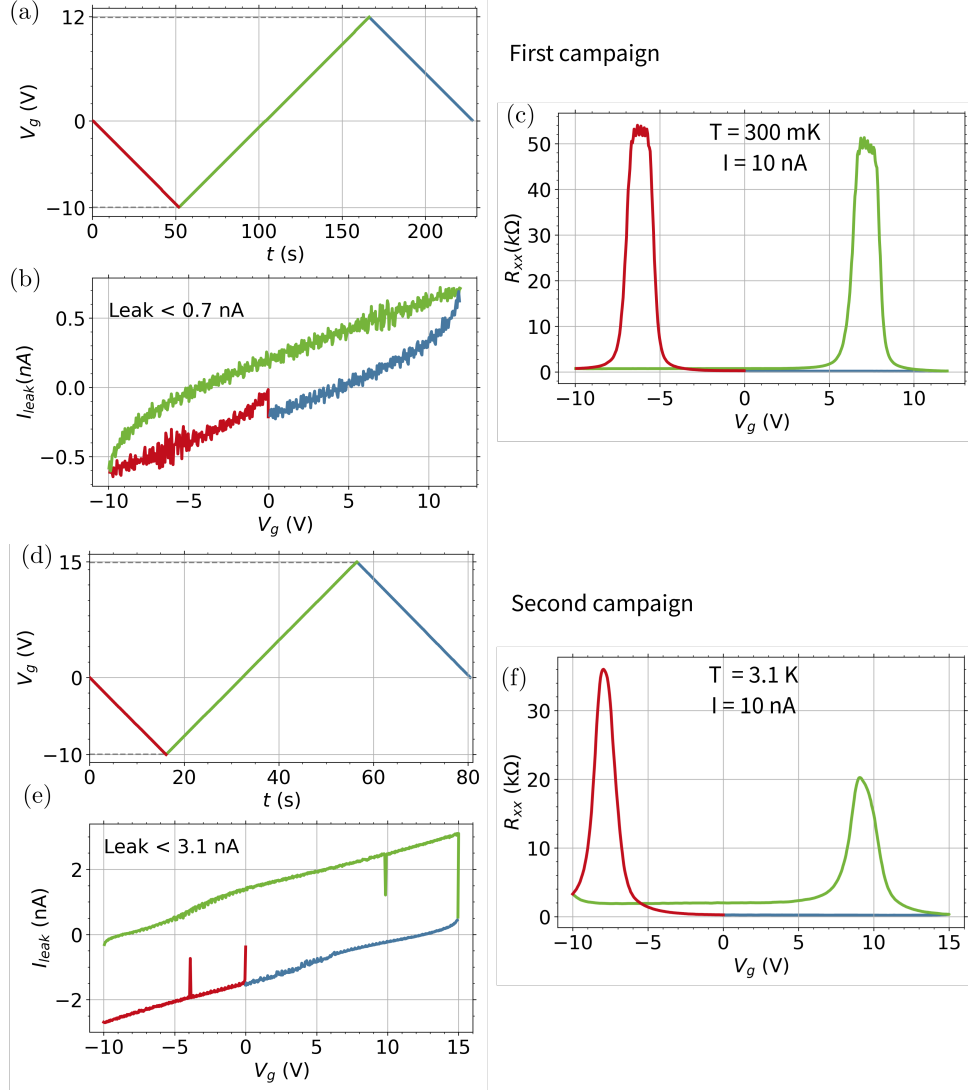 (a)
12
0
−10
V_g (V)
0 50 100 150 200
t (s)
First campaign
(b)
Leak < 0.7 nA
0.5
0.0
−0.5
I_leak(nA)
−10 −5 0 5 10
V_g (V)
(c)
T = 300 mK
I = 10 nA
50
40
30
20
10
0
R_xx(kΩ)
−10 −5 0 5 10
V_g (V)
(d)
15
0
−10
V_g (V)
0 20 40 60 80
t (s)
Second campaign
(e)
Leak < 3.1 nA
2
0
−2
I_leak (nA)
−10 −5 0 5 10 15
V_g (V)
(f)
T = 3.1 K
I = 10 nA
30
20
10
0
R_xx (kΩ)
−10 −5 0 5 10 15
V_g (V)